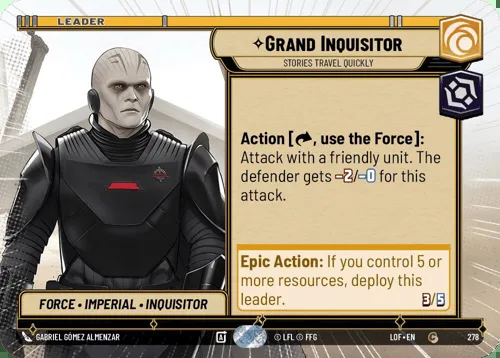 LEADER
GRAND INQUISITOR
STORIES TRAVEL QUICKLY
Action [, use the Force]:
Attack with a friendly unit. The
defender gets -2/-0 for this
attack.
Epic Action: If you control 5 or
more resources, deploy this
leader.
3/5
FORCE • IMPERIAL • INQUISITOR
GABRIEL GÓMEZ ALMENZAR
© LFL © FFG
LOF • EN
278